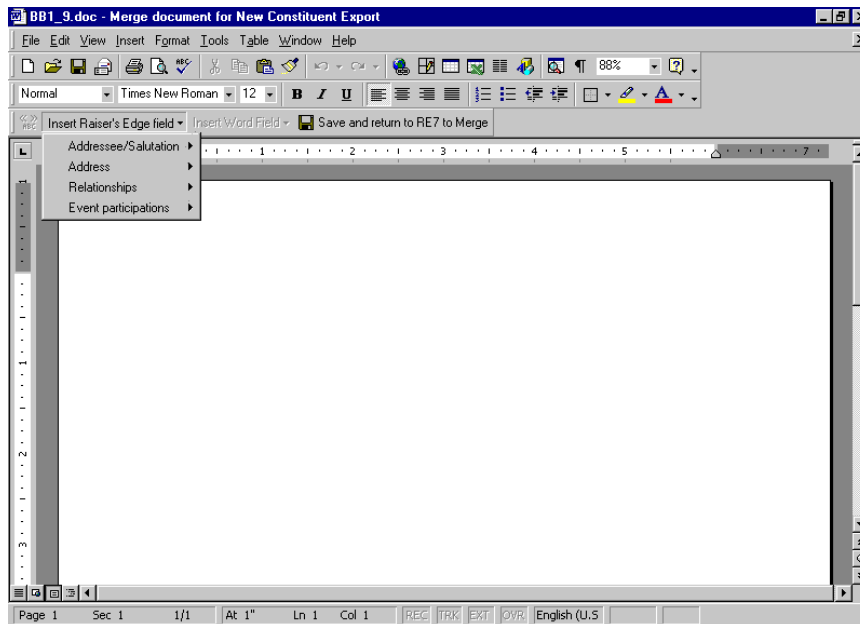 BB1_9.doc - Merge document for New Constituent Export
File Edit View Insert Format Tools Table Window Help
88%
Normal Times New Roman 12 B I U A
ABC Insert Raiser's Edge field Insert Word Field Save and return to RE7 to Merge
Addressee/Salutation
Address
Relationships
Event participations
L 1 2 3 4 5 7
1
2
3
Page 1 Sec 1 1/1 At 1" Ln 1 Col 1 REC TRK EXT OVR English (U.S